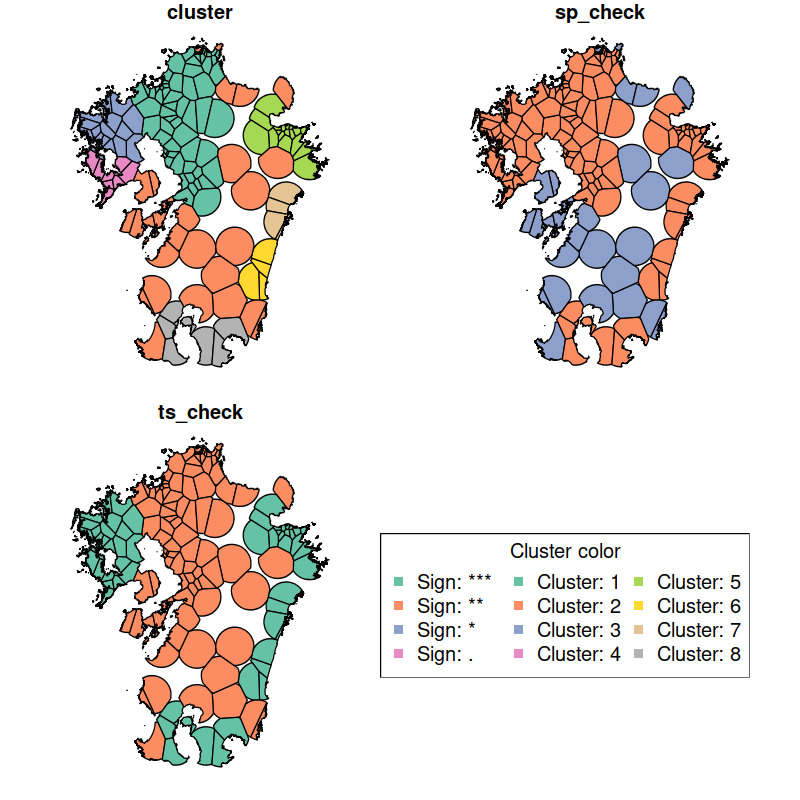 cluster
sp_check
ts_check
Cluster color
Sign: *** Cluster: 1 Cluster: 5
Sign: ** Cluster: 2 Cluster: 6
Sign: * Cluster: 3 Cluster: 7
Sign: . Cluster: 4 Cluster: 8